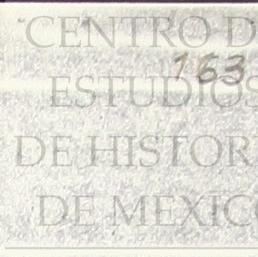 CENTRO D
163
ESTUDIOS
DE HISTOR
DE MEXICO